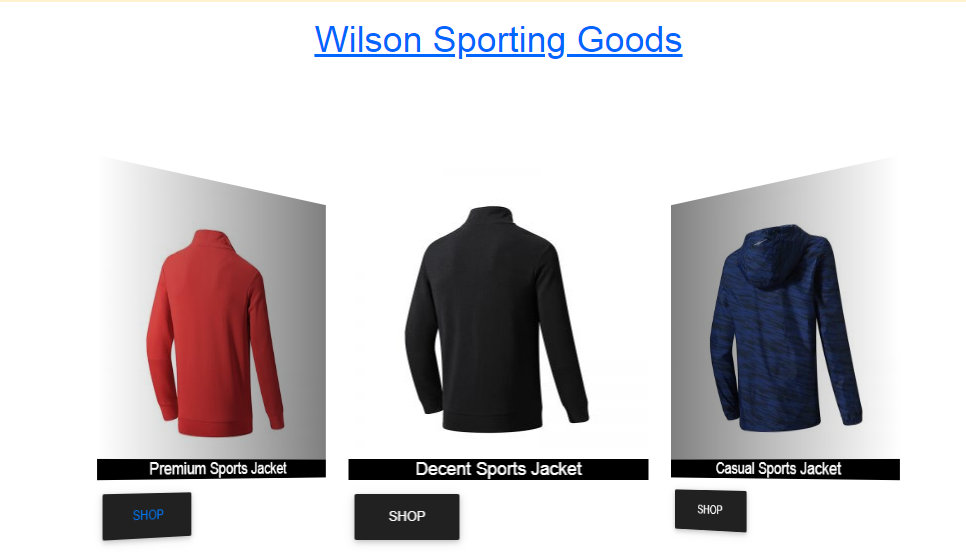 Wilson Sporting Goods
Premium Sports Jacket
Decent Sports Jacket
Casual Sports Jacket
SHOP
SHOP
SHOP